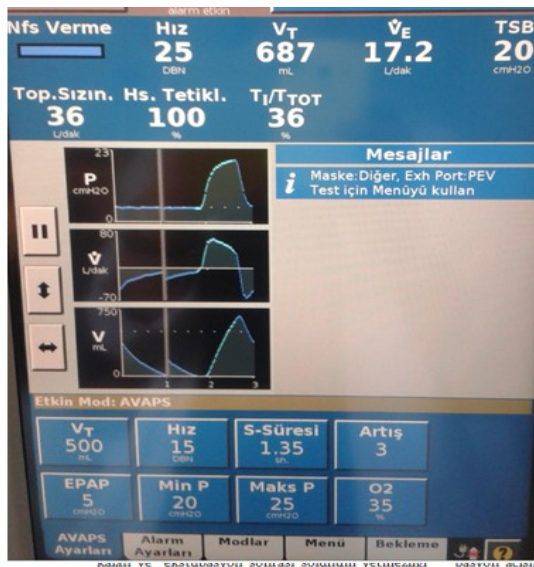 alarm etkin
Nfs Verme Hız VT V̇E TSB
25 687 17.2 20
DBN mL L/dak cmH2O
Top.Sızın. Hs. Tetikl. TI/TTOT
36 100 36
L/dak % %
Mesajlar
i Maske:Diğer, Exh Port:PEV
Test için Menüyü kullan
23
P
cmH2O
0
80
V̇
L/dak
-70
750
V
mL
0
1 2 3
Etkin Mod: AVAPS
VT Hız S-Süresi Artış
500 15 1.35 3
mL DBN sn.
EPAP Min P Maks P O2
5 20 25 35
cmH2O cmH2O cmH2O %
AVAPS Ayarları Alarm Ayarları Modlar Menü Bekleme ?